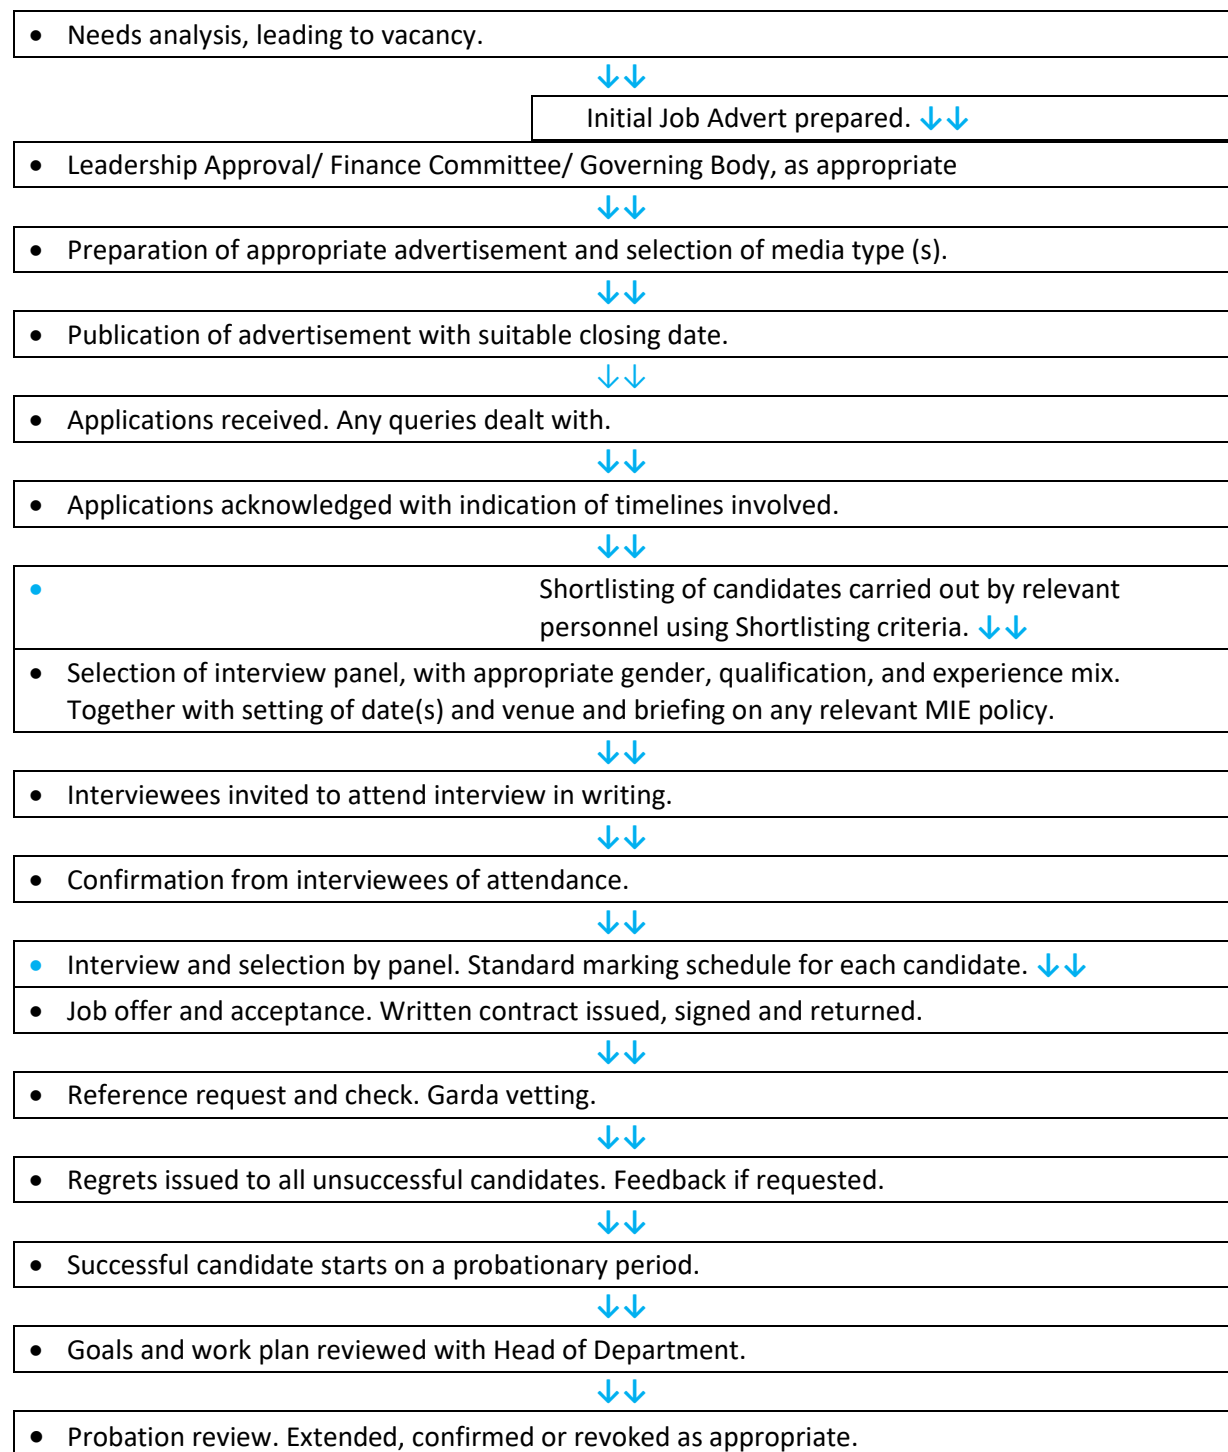 • Needs analysis, leading to vacancy.
↓↓
Initial Job Advert prepared. ↓↓
• Leadership Approval/ Finance Committee/ Governing Body, as appropriate
↓↓
• Preparation of appropriate advertisement and selection of media type (s).
↓↓
• Publication of advertisement with suitable closing date.
↓↓
• Applications received. Any queries dealt with.
↓↓
• Applications acknowledged with indication of timelines involved.
↓↓
• Shortlisting of candidates carried out by relevant
personnel using Shortlisting criteria. ↓↓
• Selection of interview panel, with appropriate gender, qualification, and experience mix.
Together with setting of date(s) and venue and briefing on any relevant MIE policy.
↓↓
• Interviewees invited to attend interview in writing.
↓↓
• Confirmation from interviewees of attendance.
↓↓
• Interview and selection by panel. Standard marking schedule for each candidate. ↓↓
• Job offer and acceptance. Written contract issued, signed and returned.
↓↓
• Reference request and check. Garda vetting.
↓↓
• Regrets issued to all unsuccessful candidates. Feedback if requested.
↓↓
• Successful candidate starts on a probationary period.
↓↓
• Goals and work plan reviewed with Head of Department.
↓↓
• Probation review. Extended, confirmed or revoked as appropriate.